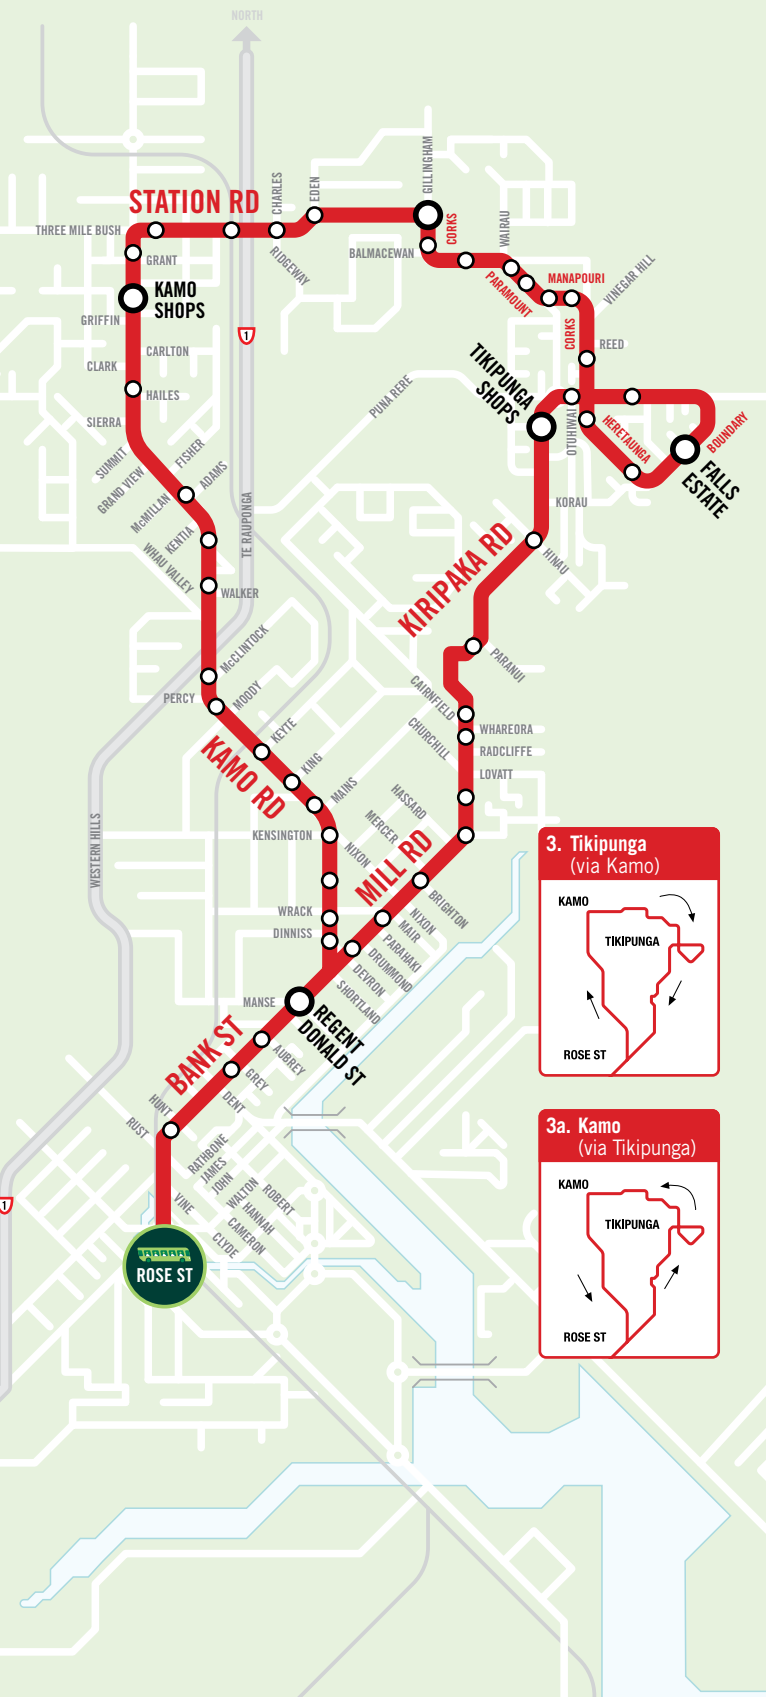 NORTH
GILLINGHAM
CHARLES
EDEN
STATION RD
THREE MILE BUSH
CORKS
WAIRAU
BALMACEWAN
GRANT
RIDGEWAY
PARAMOUNT
MANAPOURI
VINEGAR HILL
KAMO
SHOPS
GRIFFIN
1
CORKS
REED
CARLTON
CLARK
TIKIPUNGA
SHOPS
HAILES
PUNA RERE
SIERRA
OTUHIWAI
HERETAUNGA
BOUNDARY
SUMMIT
FISHER
GRAND VIEW
ADAMS
FALLS
ESTATE
McMILLAN
KORAU
KENTIA
TE RAUPONGA
WHAU VALLEY
HINAU
WALKER
KIRIPAKA RD
McCLINTOCK
PARANUI
PERCY
MOODY
CAIRNFIELD
KEYTE
WHAREORA
CHURCHILL
RADCLIFFE
KAMO RD
KING
LOVATT
MAINS
HASSARD
KENSINGTON
MERCER
NIXON
MILL RD
WESTERN HILLS
BRIGHTON
WRACK
NIXON
DINNISS
MAIR
PARAHAKI
DRUMMOND
DEVRON
SHORTLAND
MANSE
REGENT
DONALD ST
BANK ST
AUBREY
GREY
DENT
HUNT
RUST
RATHBONE
JAMES
JOHN
WALTON
ROBERT
HANNAH
VINE
CAMERON
CLYDE
1
ROSE ST
3. Tikipunga
(via Kamo)
KAMO
TIKIPUNGA
ROSE ST
3a. Kamo
(via Tikipunga)
KAMO
TIKIPUNGA
ROSE ST